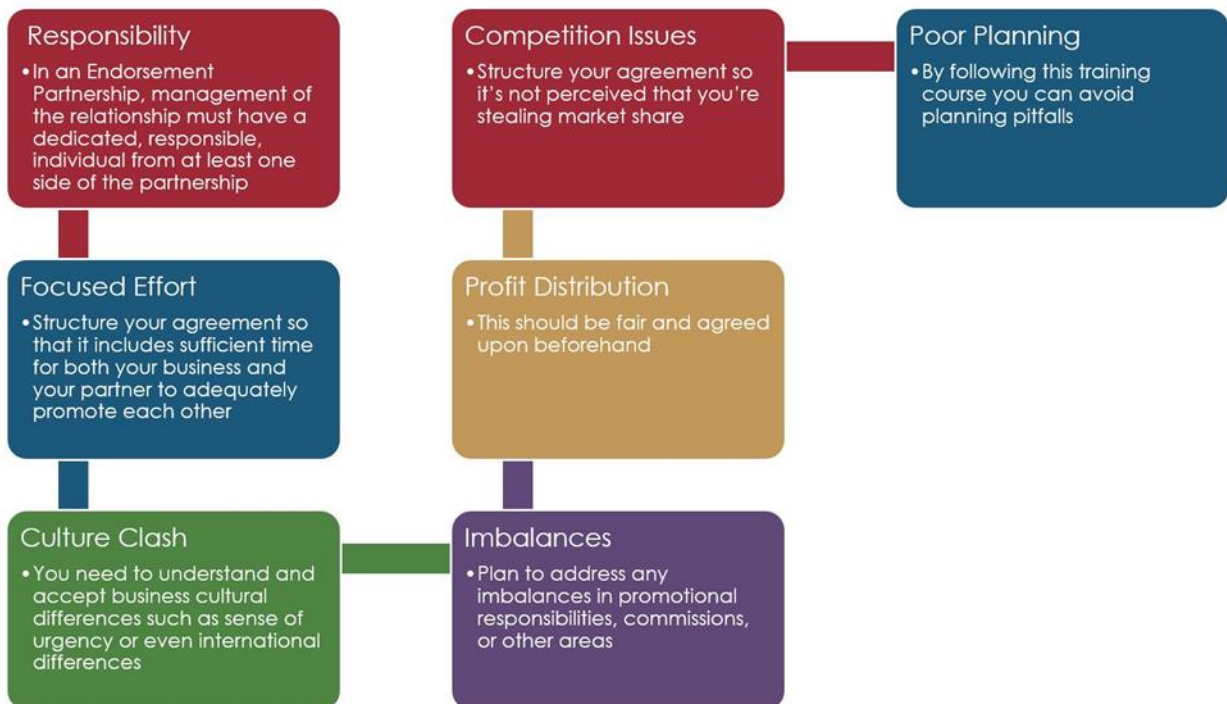 Responsibility
•In an Endorsement
Partnership, management of
the relationship must have a
dedicated, responsible,
individual from at least one
side of the partnership
Focused Effort
•Structure your agreement so
that it includes sufficient time
for both your business and
your partner to adequately
promote each other
Culture Clash
•You need to understand and
accept business cultural
differences such as sense of
urgency or even international
differences
Imbalances
•Plan to address any
imbalances in promotional
responsibilities, commissions,
or other areas
Profit Distribution
•This should be fair and agreed
upon beforehand
Competition Issues
•Structure your agreement so
it's not perceived that you're
stealing market share
Poor Planning
•By following this training
course you can avoid
planning pitfalls